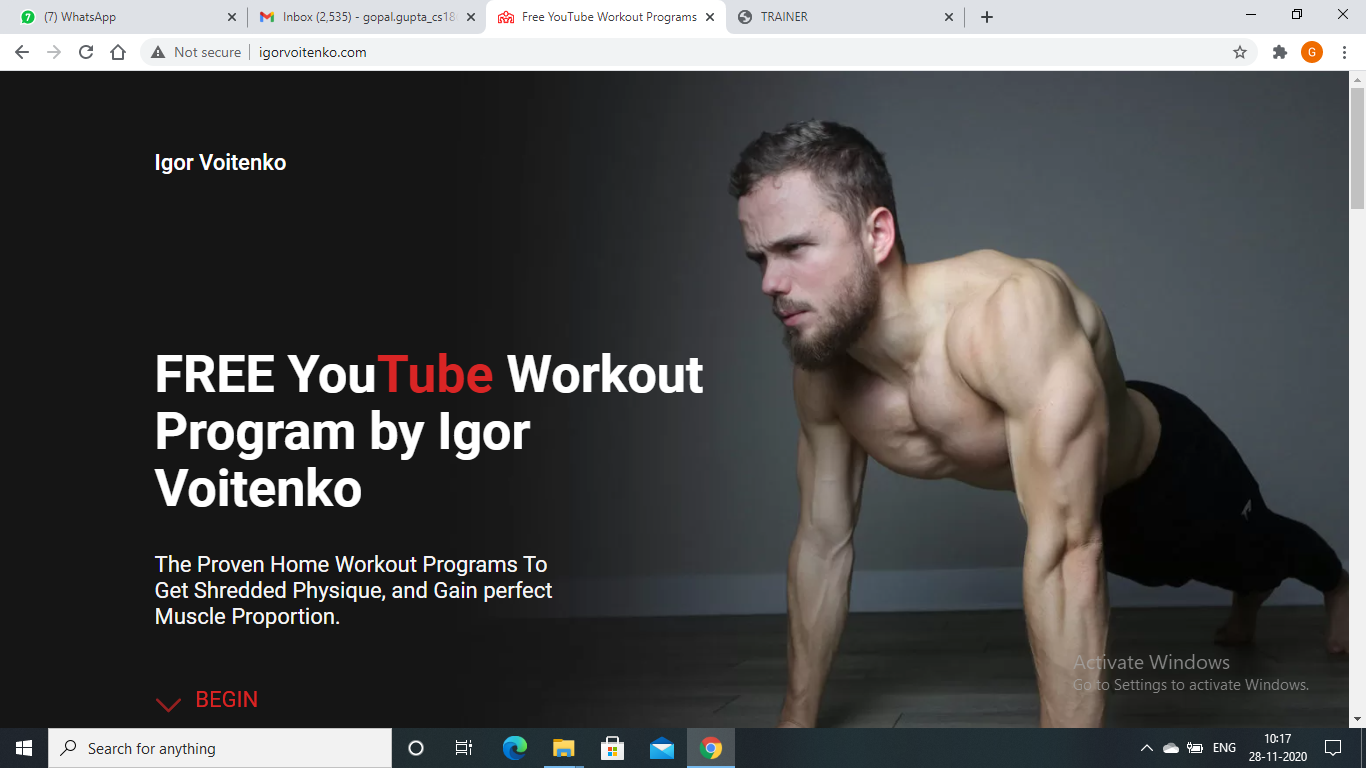 (7) WhatsApp
Inbox (2,535) - gopal.gupta_cs18
Free YouTube Workout Programs
TRAINER
Not secure
igorvoitenko.com
G
Igor Voitenko
FREE YouTube Workout
Program by Igor
Voitenko
The Proven Home Workout Programs To
Get Shredded Physique, and Gain perfect
Muscle Proportion.
BEGIN
Activate Windows
Go to Settings to activate Windows.
Search for anything
ENG
10:17
28-11-2020